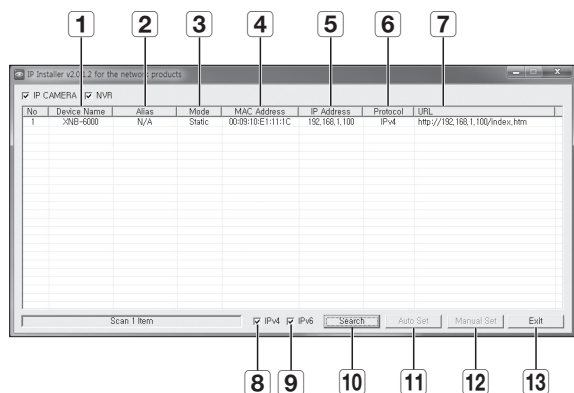 1 2 3 4 5 6 7
IP Installer v2.0.1.2 for the network products
IP CAMERA NVR
No Device Name Alias Mode MAC Address IP Address Protocol URL
1 XNB-6000 N/A Static 00:09:10:E1:11:1C 192,168,1,100 IPv4 http://192,168,1,100/index,htm
Scan 1 Item IPv4 IPv6 Search Auto Set Manual Set Exit
8 9 10 11 12 13